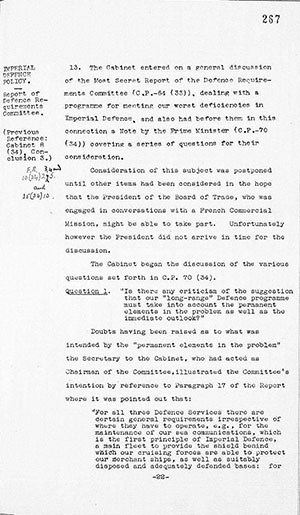 267
IMPERIAL
DEFENCE
POLICY.
Report of
Defence Re-
quirements
Committee.
(Previous
Reference:
Cabinet 8
(34), Con-
clusion 3.)
and
13. The Cabinet entered on a general discussion
of the Most Secret Report of the Defence Require-
ments Committee (C.P.-64 (33)), dealing with a
programme for meeting our worst deficiencies in
Imperial Defence, and also had before them in this
connection a Note by the Prime Minister (C.P.-70
(34)) covering a series of questions for their
consideration.
Consideration of this subject was postponed
until other items had been considered in the hope
that the President of the Board of Trade, who was
engaged in conversations with a French Commercial
Mission, might be able to take part. Unfortunately
however the President did not arrive in time for the
discussion.
The Cabinet began the discussion of the various
questions set forth in C.P. 70 (34).
Question 1. "Is there any criticism of the suggestion
that our "long-range" Defence programme
must take into account the permanent
elements in the problem as well as the
immediate outlook?"
Doubts having been raised as to what was
intended by the "permanent elements in the problem"
the Secretary to the Cabinet, who had acted as
Chairman of the Committee, illustrated the Committee's
intention by reference to Paragraph 17 of the Report
where it was pointed out that:
"For all three Defence Services there are
certain general requirements irrespective of
where they have to operate, e.g., for the
maintenance of our sea communications, which
is the first principle of Imperial Defence,
a main fleet to provide the shield behind
which our cruising forces are able to protect
our merchant ships, as well as suitably
disposed and adequately defended bases: for
-22-